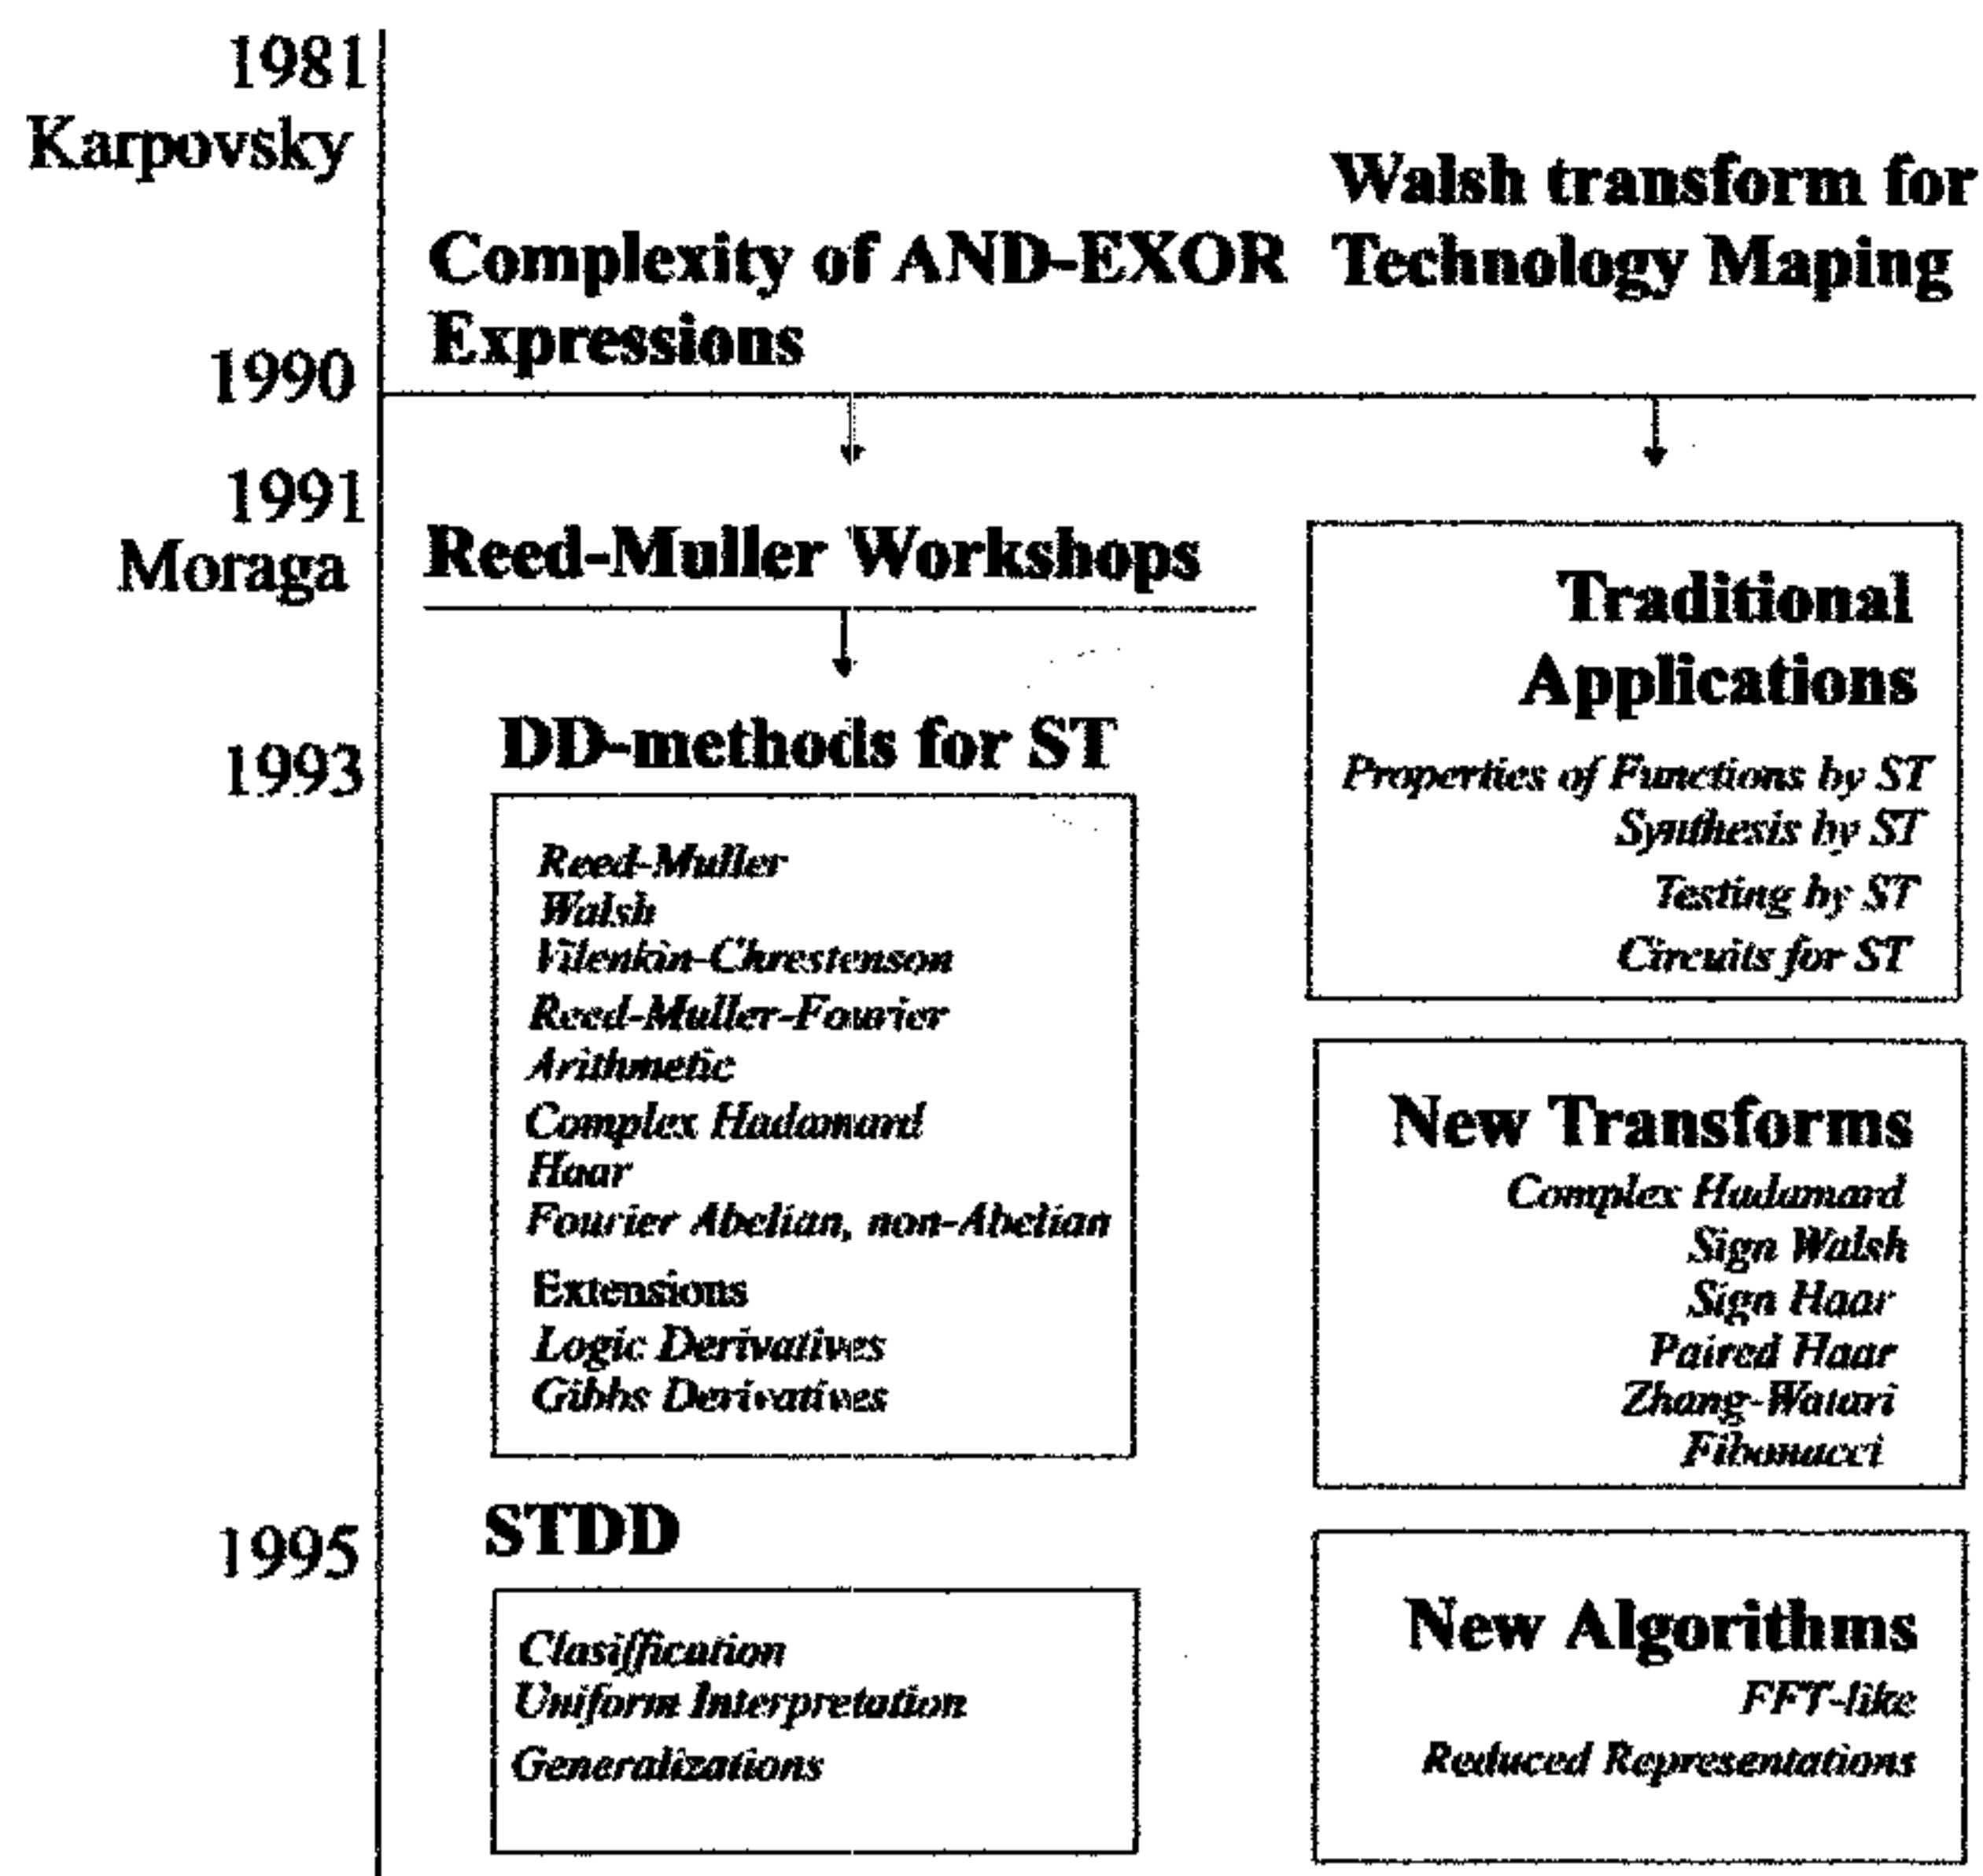 1981
Karpovsky
Walsh transform for
Technology Maping
Complexity of AND-EXOR
Expressions
1990
1991
Moraga
Reed-Muller Workshops
1993
DD-methods for ST
Reed-Muller
Walsh
Vilenkin-Chrestenson
Reed-Muller-Fourier
Arithmetic
Complex Hadamard
Haar
Fourier Abelian, non-Abelian
Extensions
Logic Derivatives
Gibbs Derivatives
1995
STDD
Clasiffication
Uniform Interpretation
Generalizations
Traditional
Applications
Properties of Functions by ST
Synthesis by ST
Testing by ST
Circuits for ST
New Transforms
Complex Hadamard
Sign Walsh
Sign Haar
Paired Haar
Zhang-Watari
Fibonacci
New Algorithms
FFT-like
Reduced Representations